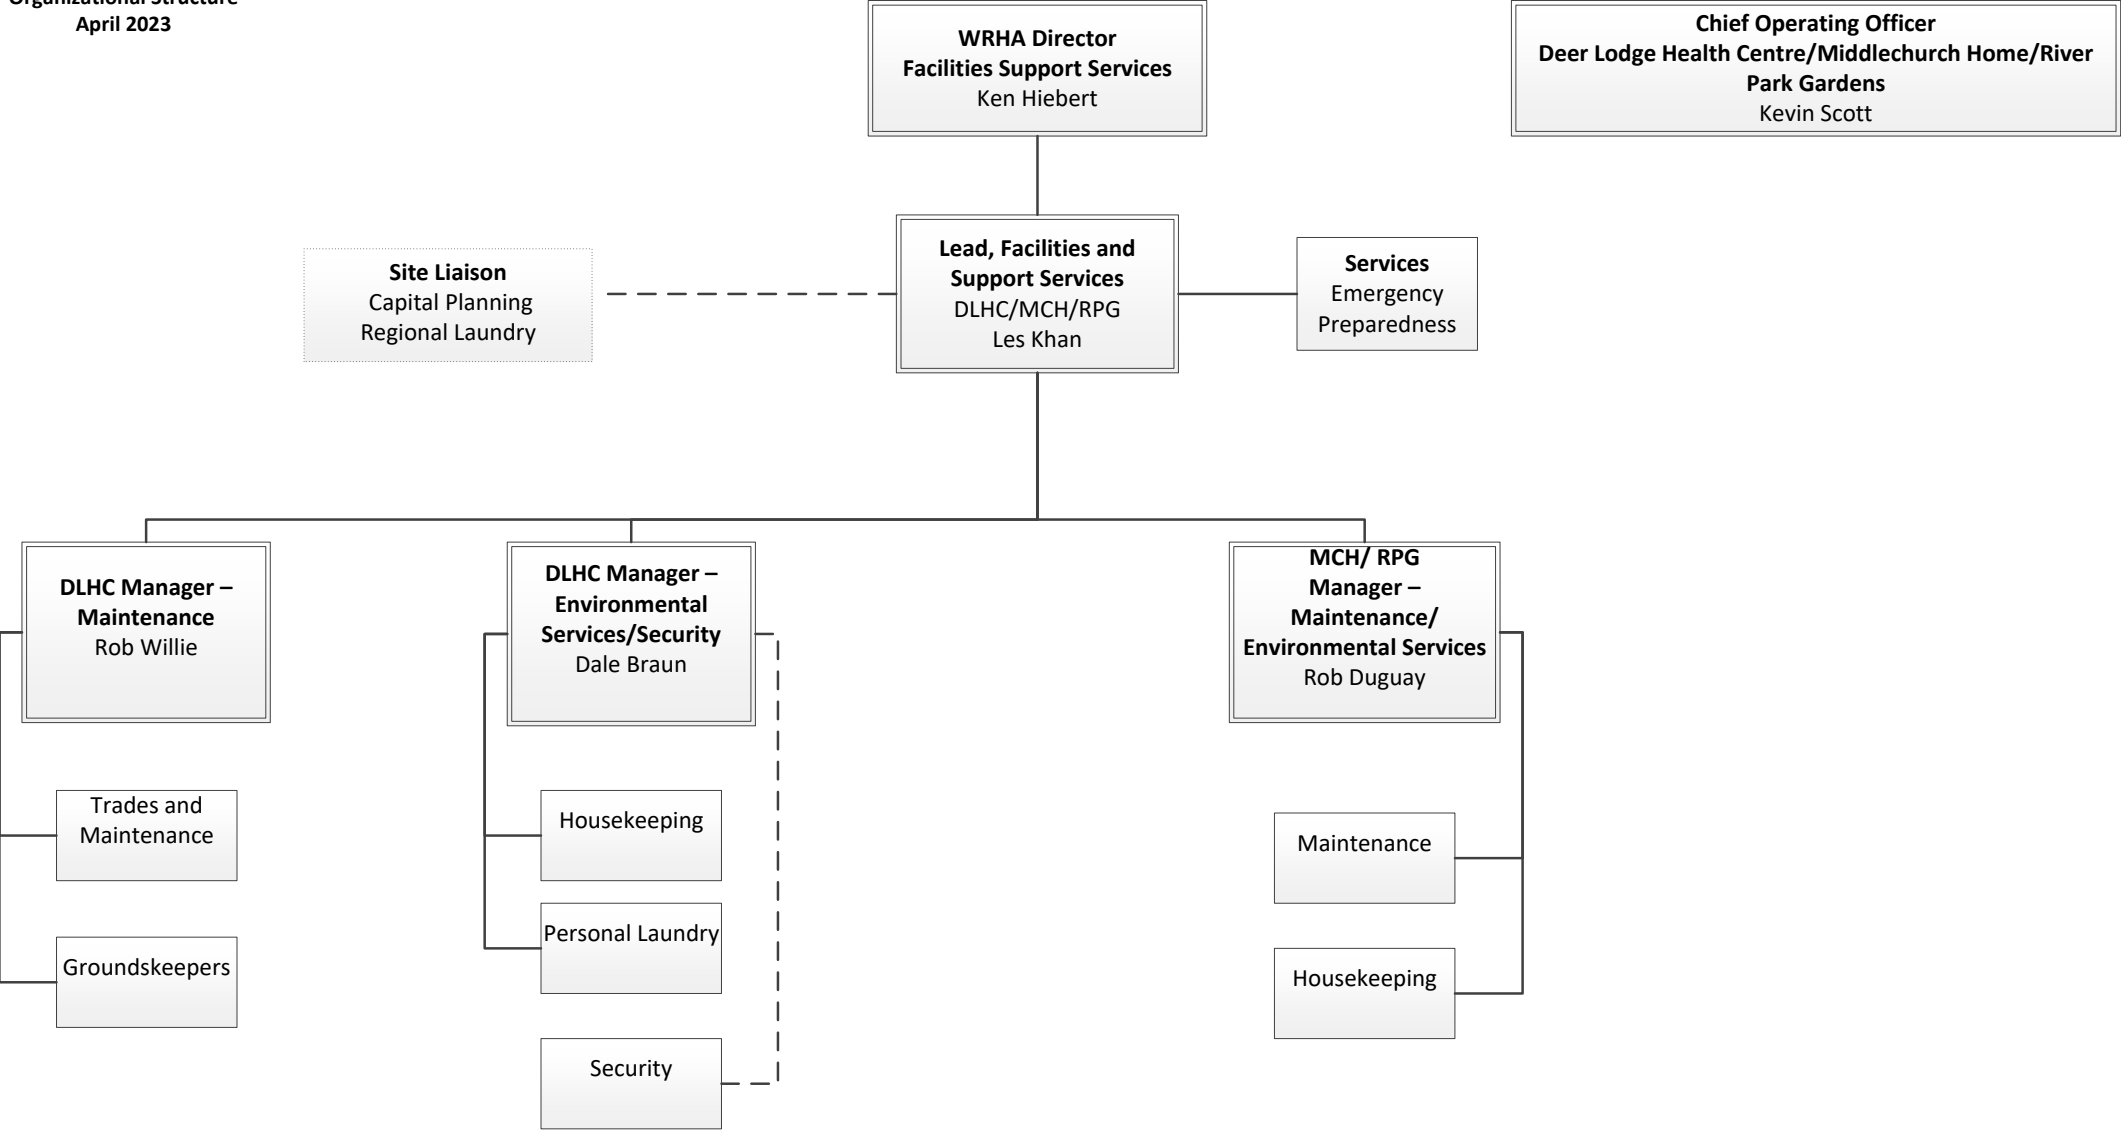 Organizational Structure
April 2023
WRHA Director
Facilities Support Services
Ken Hiebert
Chief Operating Officer
Deer Lodge Health Centre/Middlechurch Home/River
Park Gardens
Kevin Scott
Site Liaison
Capital Planning
Regional Laundry
Lead, Facilities and
Support Services
DLHC/MCH/RPG
Les Khan
Services
Emergency
Preparedness
DLHC Manager –
Maintenance
Rob Willie
DLHC Manager –
Environmental
Services/Security
Dale Braun
MCH/ RPG
Manager –
Maintenance/
Environmental Services
Rob Duguay
Trades and
Maintenance
Groundskeepers
Housekeeping
Personal Laundry
Security
Maintenance
Housekeeping